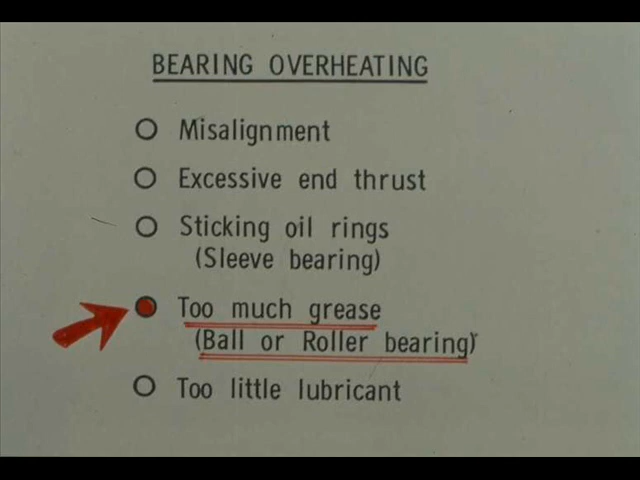 BEARING OVERHEATING
Misalignment
Excessive end thrust
Sticking oil rings
(Sleeve bearing)
Too much grease
(Ball or Roller bearing)
Too little lubricant